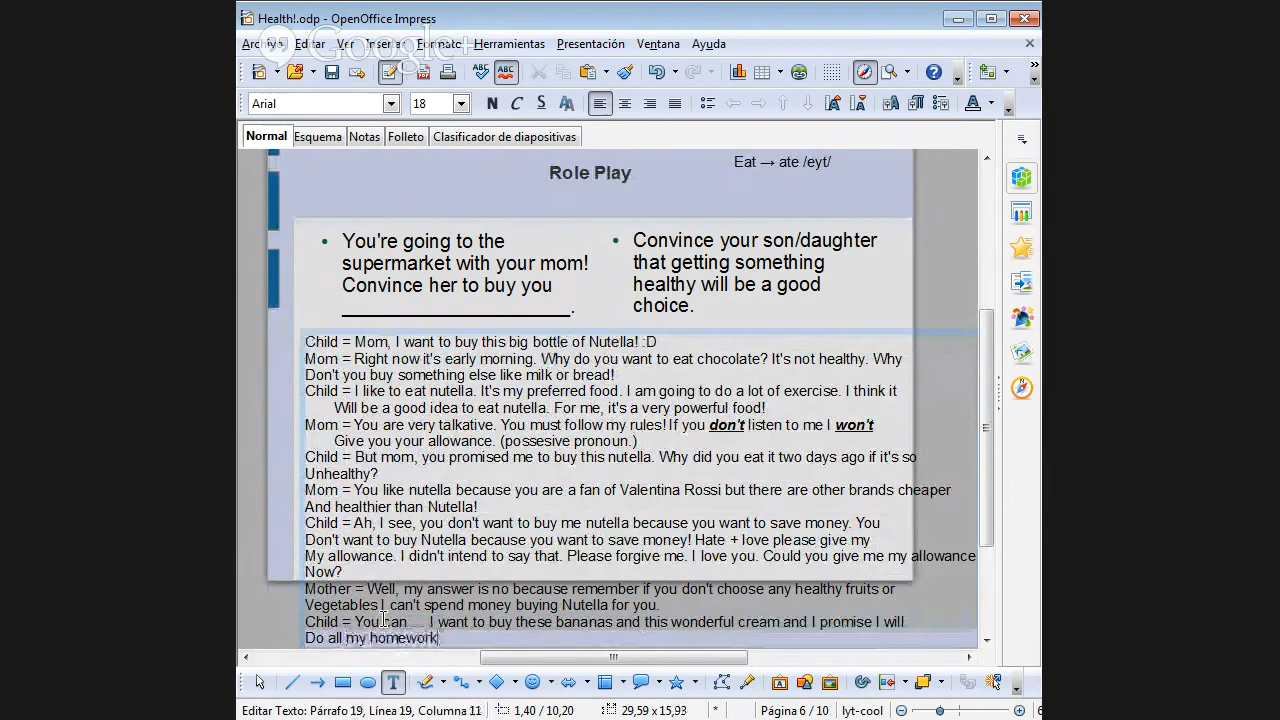 Health!.odp - OpenOffice Impress
Google+
Archivo Editar Ver Insertar Formato Herramientas Presentación Ventana Ayuda
Arial 18 N C S
Normal Esquema Notas Folleto Clasificador de diapositivas
Eat → ate /eyt/
Role Play
• You're going to the
supermarket with your mom!
Convince her to buy you
_____________________.
• Convince your son/daughter
that getting something
healthy will be a good
choice.
Child = Mom, I want to buy this big bottle of Nutella! :D
Mom = Right now it's early morning. Why do you want to eat chocolate? It's not healthy. Why
Don't you buy something else like milk or bread!
Child = I like to eat nutella. It's my preferred food. I am going to do a lot of exercise. I think it
Will be a good idea to eat nutella. For me, it's a very powerful food!
Mom = You are very talkative. You must follow my rules! If you don't listen to me I won't
Give you your allowance. (possesive pronoun.)
Child = But mom, you promised me to buy this nutella. Why did you eat it two days ago if it's so
Unhealthy?
Mom = You like nutella because you are a fan of Valentina Rossi but there are other brands cheaper
And healthier than Nutella!
Child = Ah, I see, you don't want to buy me nutella because you want to save money. You
Don't want to buy Nutella because you want to save money! Hate + love please give my
My allowance. I didn't intend to say that. Please forgive me. I love you. Could you give me my allowance
Now?
Mother = Well, my answer is no because remember if you don't choose any healthy fruits or
Vegetables I can't spend money buying Nutella for you.
Child = You can.... I want to buy these bananas and this wonderful cream and I promise I will
Do all my homework
Editar Texto: Párrafo 19, Línea 19, Columna 11 1,40 / 10,20 29,59 x 15,93 * Página 6 / 10 lyt-cool 6